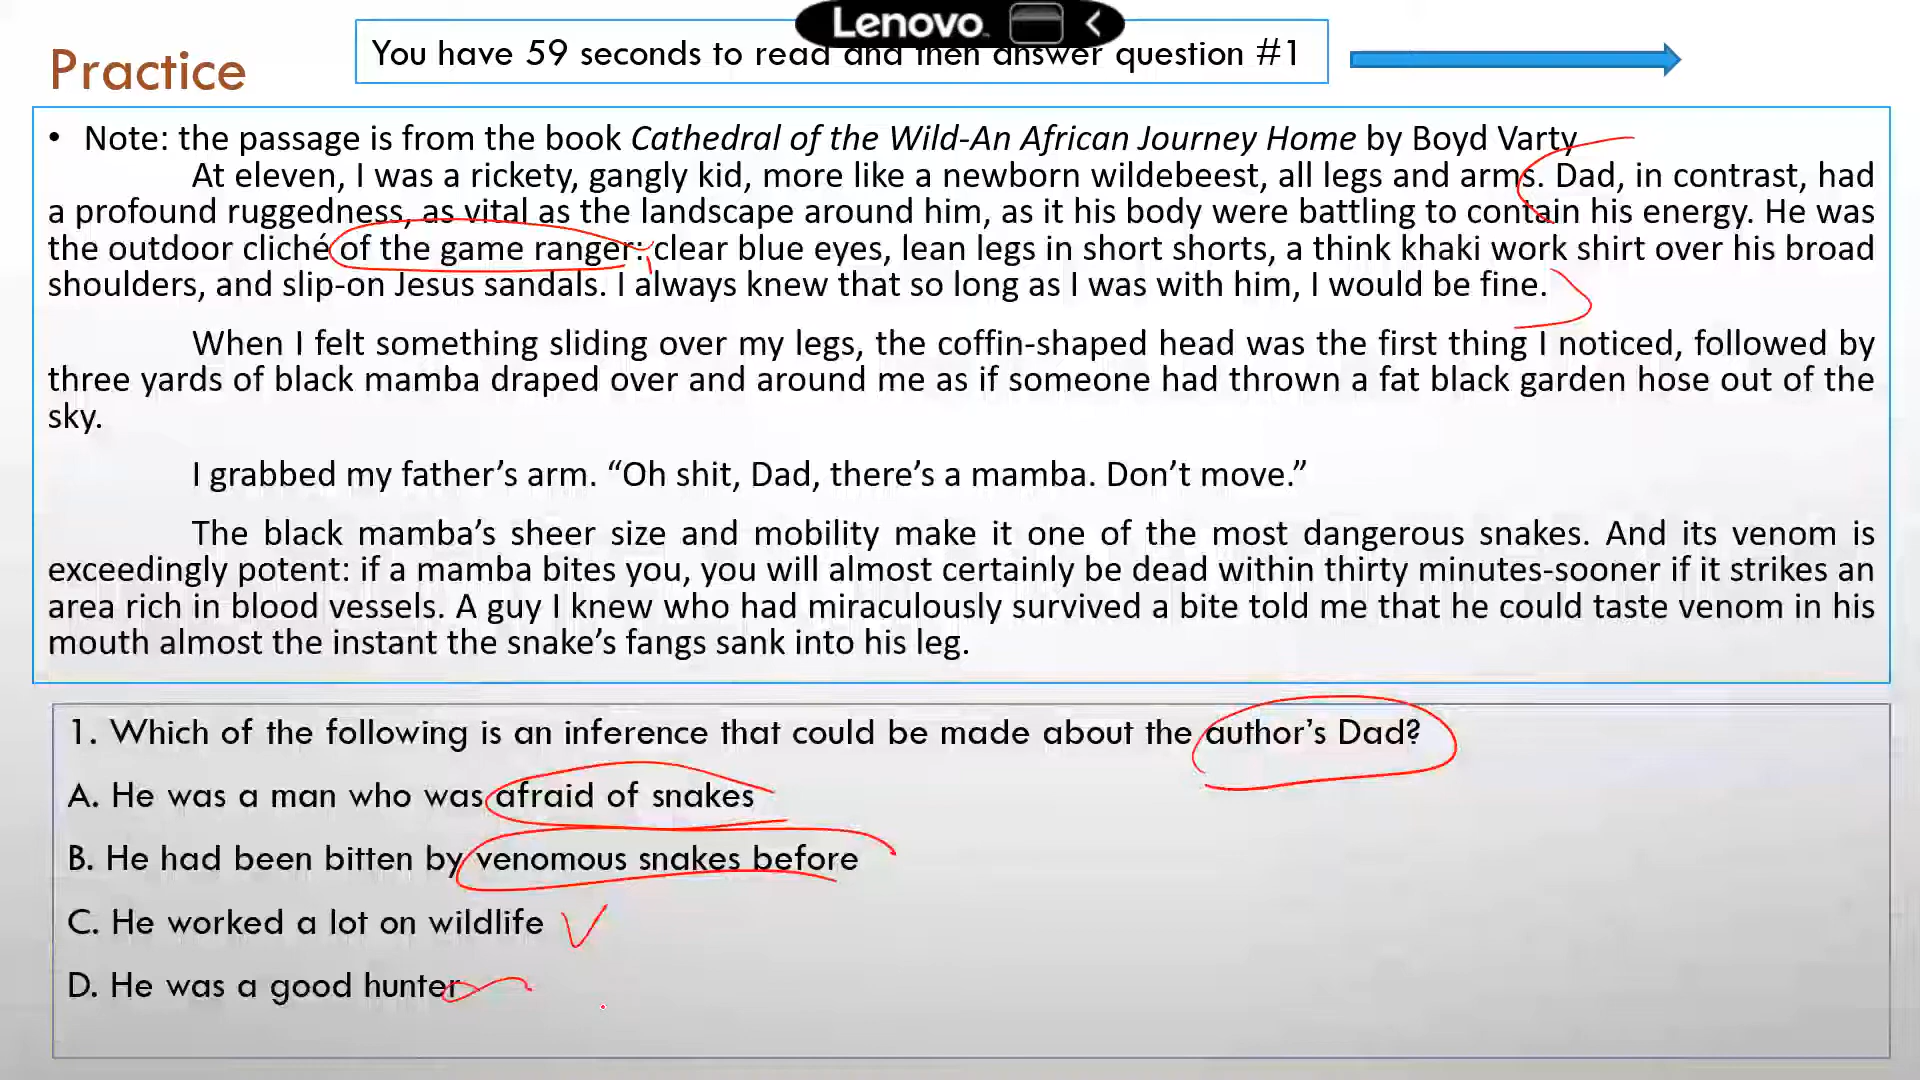 Lenovo
Practice
You have 59 seconds to read and then answer question #1
• Note: the passage is from the book Cathedral of the Wild-An African Journey Home by Boyd Varty
At eleven, I was a rickety, gangly kid, more like a newborn wildebeest, all legs and arms. Dad, in contrast, had
a profound ruggedness, as vital as the landscape around him, as it his body were battling to contain his energy. He was
the outdoor cliché of the game ranger: clear blue eyes, lean legs in short shorts, a think khaki work shirt over his broad
shoulders, and slip-on Jesus sandals. I always knew that so long as I was with him, I would be fine.
When I felt something sliding over my legs, the coffin-shaped head was the first thing I noticed, followed by
three yards of black mamba draped over and around me as if someone had thrown a fat black garden hose out of the
sky.
I grabbed my father’s arm. “Oh shit, Dad, there’s a mamba. Don’t move.”
The black mamba’s sheer size and mobility make it one of the most dangerous snakes. And its venom is
exceedingly potent: if a mamba bites you, you will almost certainly be dead within thirty minutes-sooner if it strikes an
area rich in blood vessels. A guy I knew who had miraculously survived a bite told me that he could taste venom in his
mouth almost the instant the snake’s fangs sank into his leg.
1. Which of the following is an inference that could be made about the author’s Dad?
A. He was a man who was afraid of snakes
B. He had been bitten by venomous snakes before
C. He worked a lot on wildlife
D. He was a good hunter